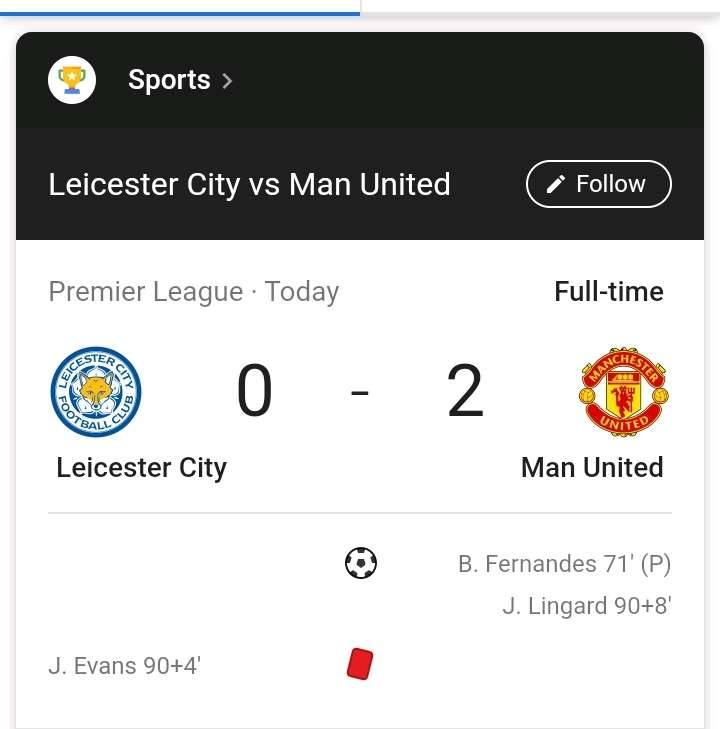 Sports
Leicester City vs Man United
Follow
Premier League · Today
Full-time
LEICESTER CITY
FOOTBALL CLUB
0 - 2
MANCHESTER
UNITED
Leicester City
Man United
B. Fernandes 71' (P)
J. Lingard 90+8'
J. Evans 90+4'